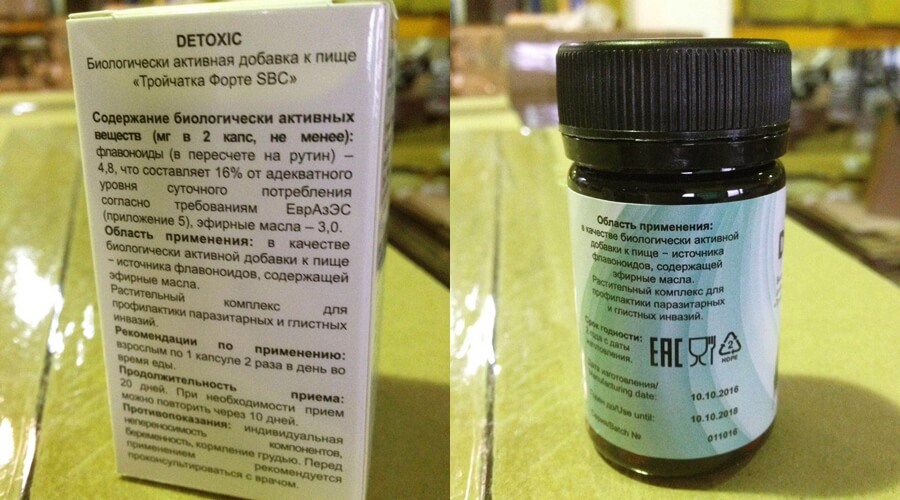 DETOXIC
Биологически активная добавка к пище
«Тройчатка Форте SBC»
Содержание биологически активных
веществ (мг в 2 капс, не менее):
флавоноиды (в пересчете на рутин) –
4,8, что составляет 16% от адекватного
уровня суточного потребления
согласно требованиям ЕврАзЭС
(приложение 5), эфирные масла – 3,0.
Область применения: в качестве
биологически активной добавки к пище
– источника флавоноидов, содержащей
эфирные масла.
Растительный комплекс для
профилактики паразитарных и глистных
инвазий.
Рекомендации по применению:
взрослым по 1 капсуле 2 раза в день во
время еды.
Продолжительность приема:
20 дней. При необходимости прием
можно повторить через 10 дней.
Противопоказания: индивидуальная
непереносимость компонентов,
беременность, кормление грудью. Перед
применением рекомендуется
проконсультироваться с врачом.
Область применения:
в качестве биологически активной
добавки к пище – источника
флавоноидов, содержащей
эфирные масла.
Растительный комплекс для
профилактики паразитарных
и глистных инвазий.
Срок годности:
2 года с даты
изготовления.
EAC
2
HDPE
Дата изготовления/
Manufacturing date: 10.10.2016
Годен до/Use until: 10.10.2018
Серия/Batch № 011016